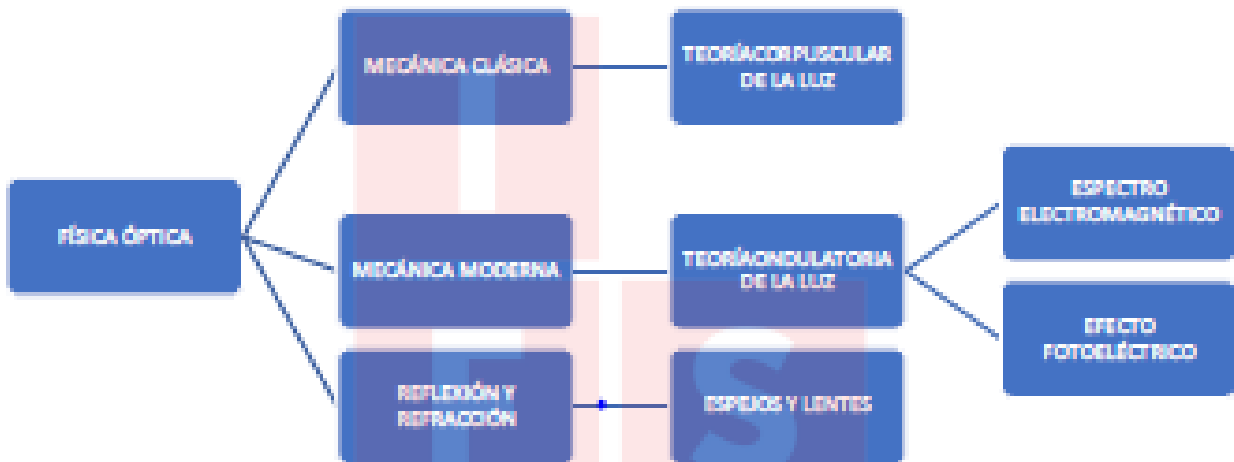 MECÁNICA CLÁSICA
TEORÍACORPUSCULAR
DE LA LUZ
FÍSICA ÓPTICA
MECÁNICA MODERNA
TEORÍAONDULATORIA
DE LA LUZ
ESPECTRO
ELECTROMAGNÉTICO
EFECTO
FOTOELÉCTRICO
REFLEXIÓN Y
REFRACCIÓN
ESPEJOS Y LENTES